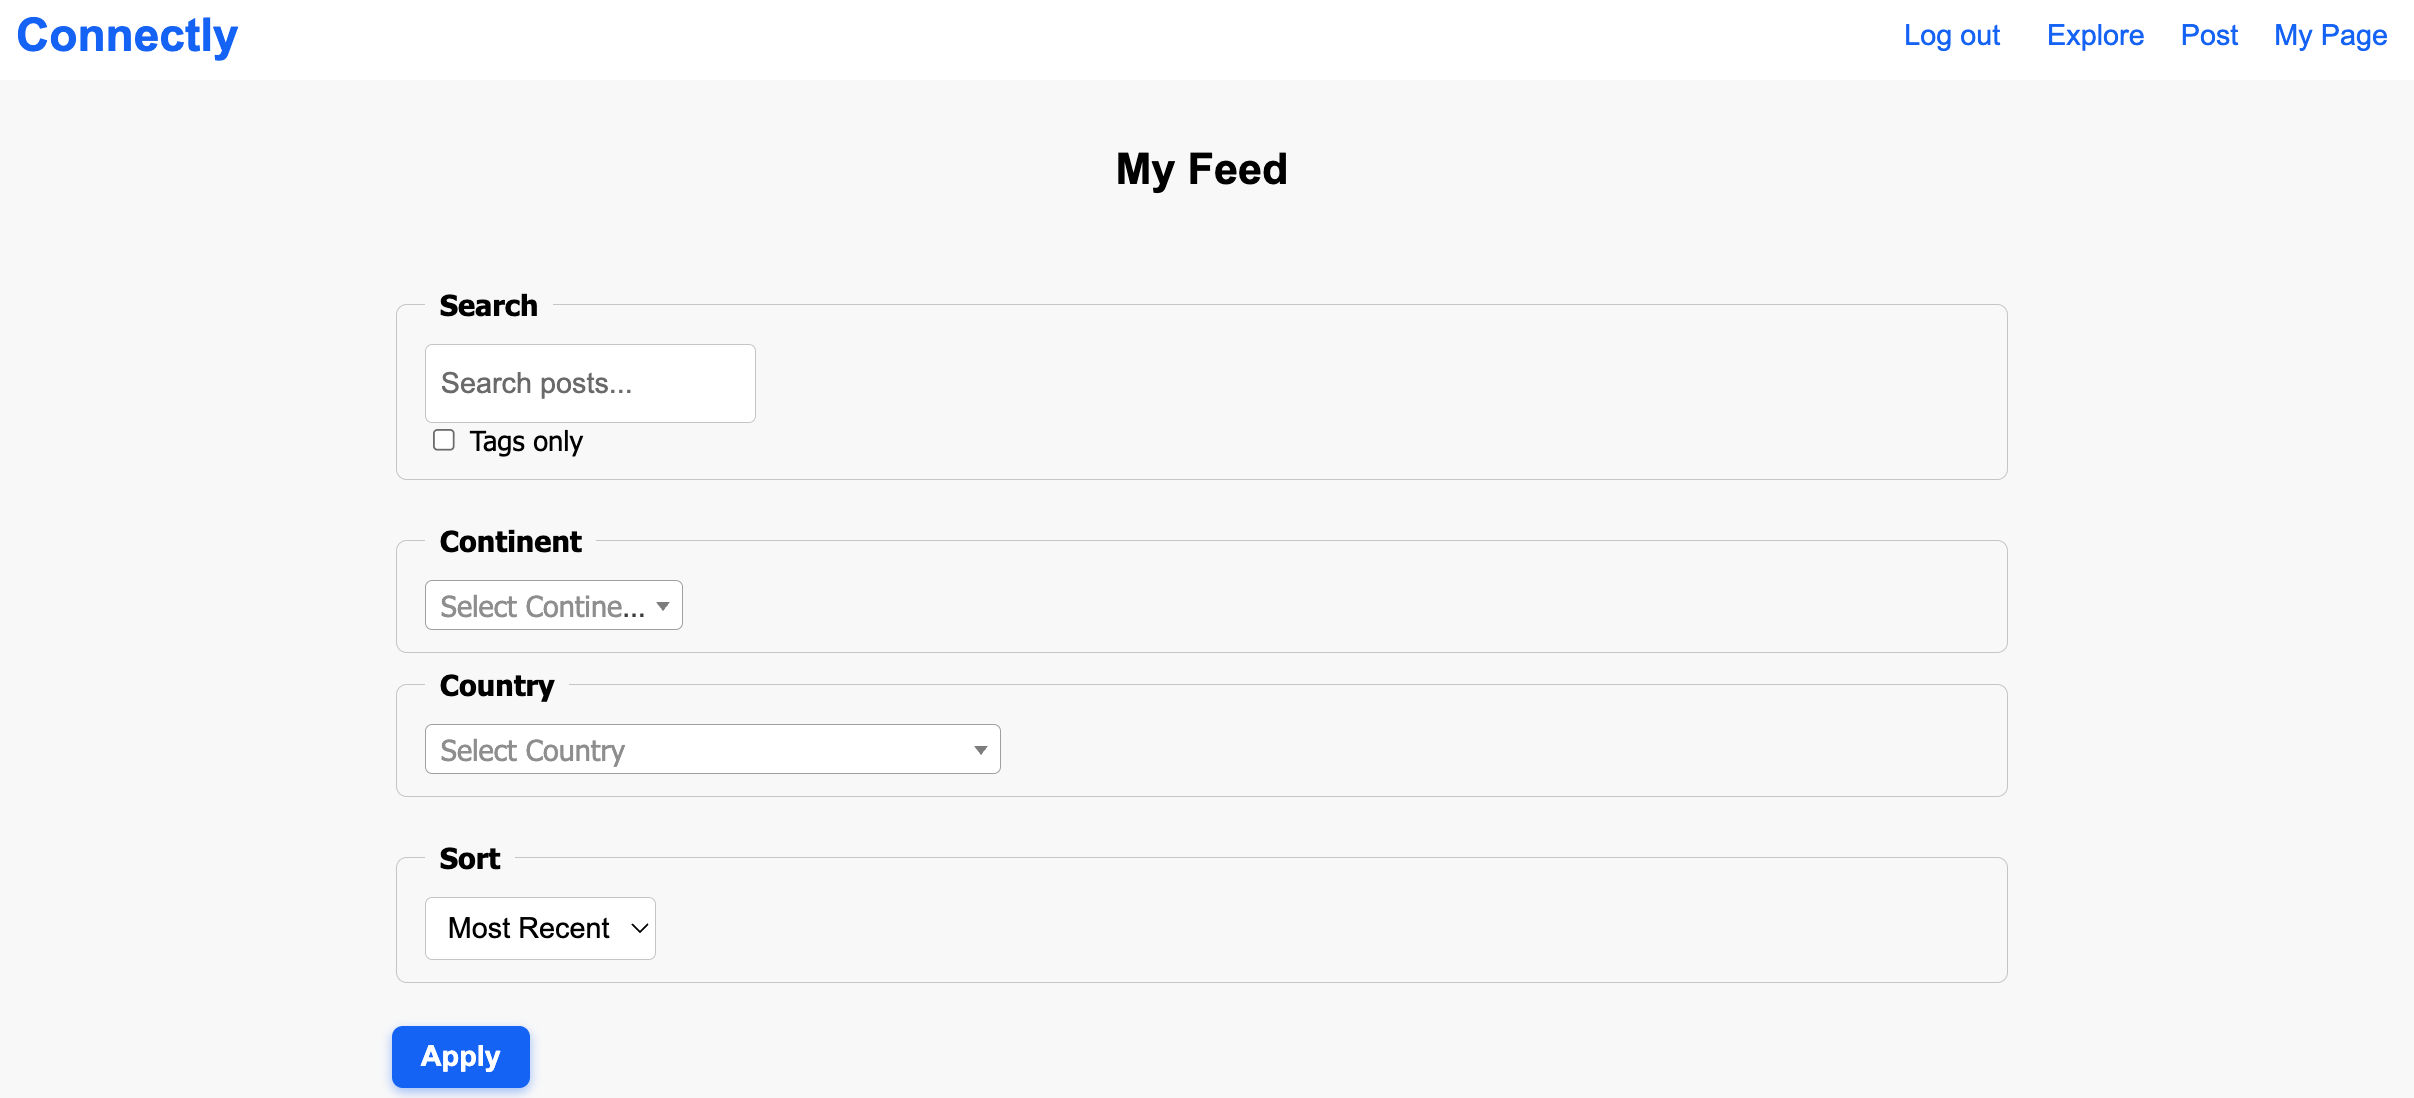 Connectly
Log out Explore Post My Page
My Feed
Search
Search posts...
Tags only
Continent
Select Contine...
Country
Select Country
Sort
Most Recent
Apply